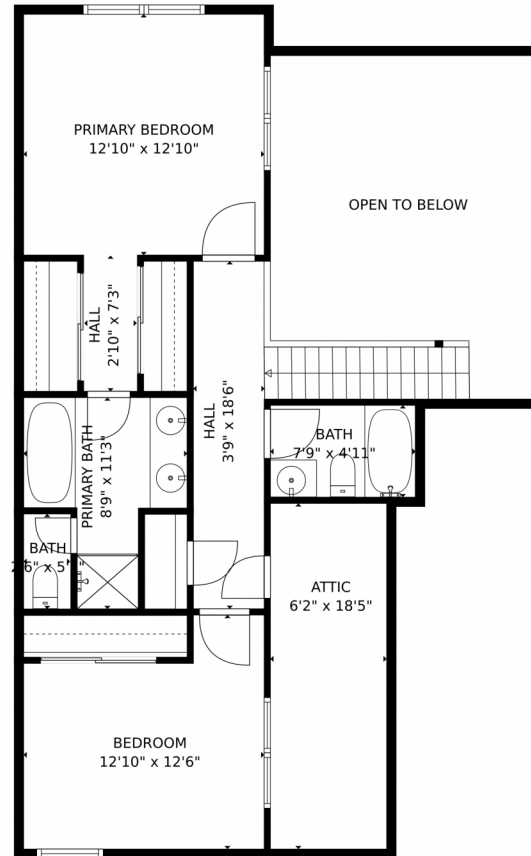 PRIMARY BEDROOM
12'10" x 12'10"
OPEN TO BELOW
HALL
2'10" x 7'3"
HALL
3'9" x 18'6"
PRIMARY BATH
8'9" x 11'3"
BATH
7'9" x 4'11"
BATH
ATTIC
6'2" x 18'5"
BEDROOM
12'10" x 12'6"